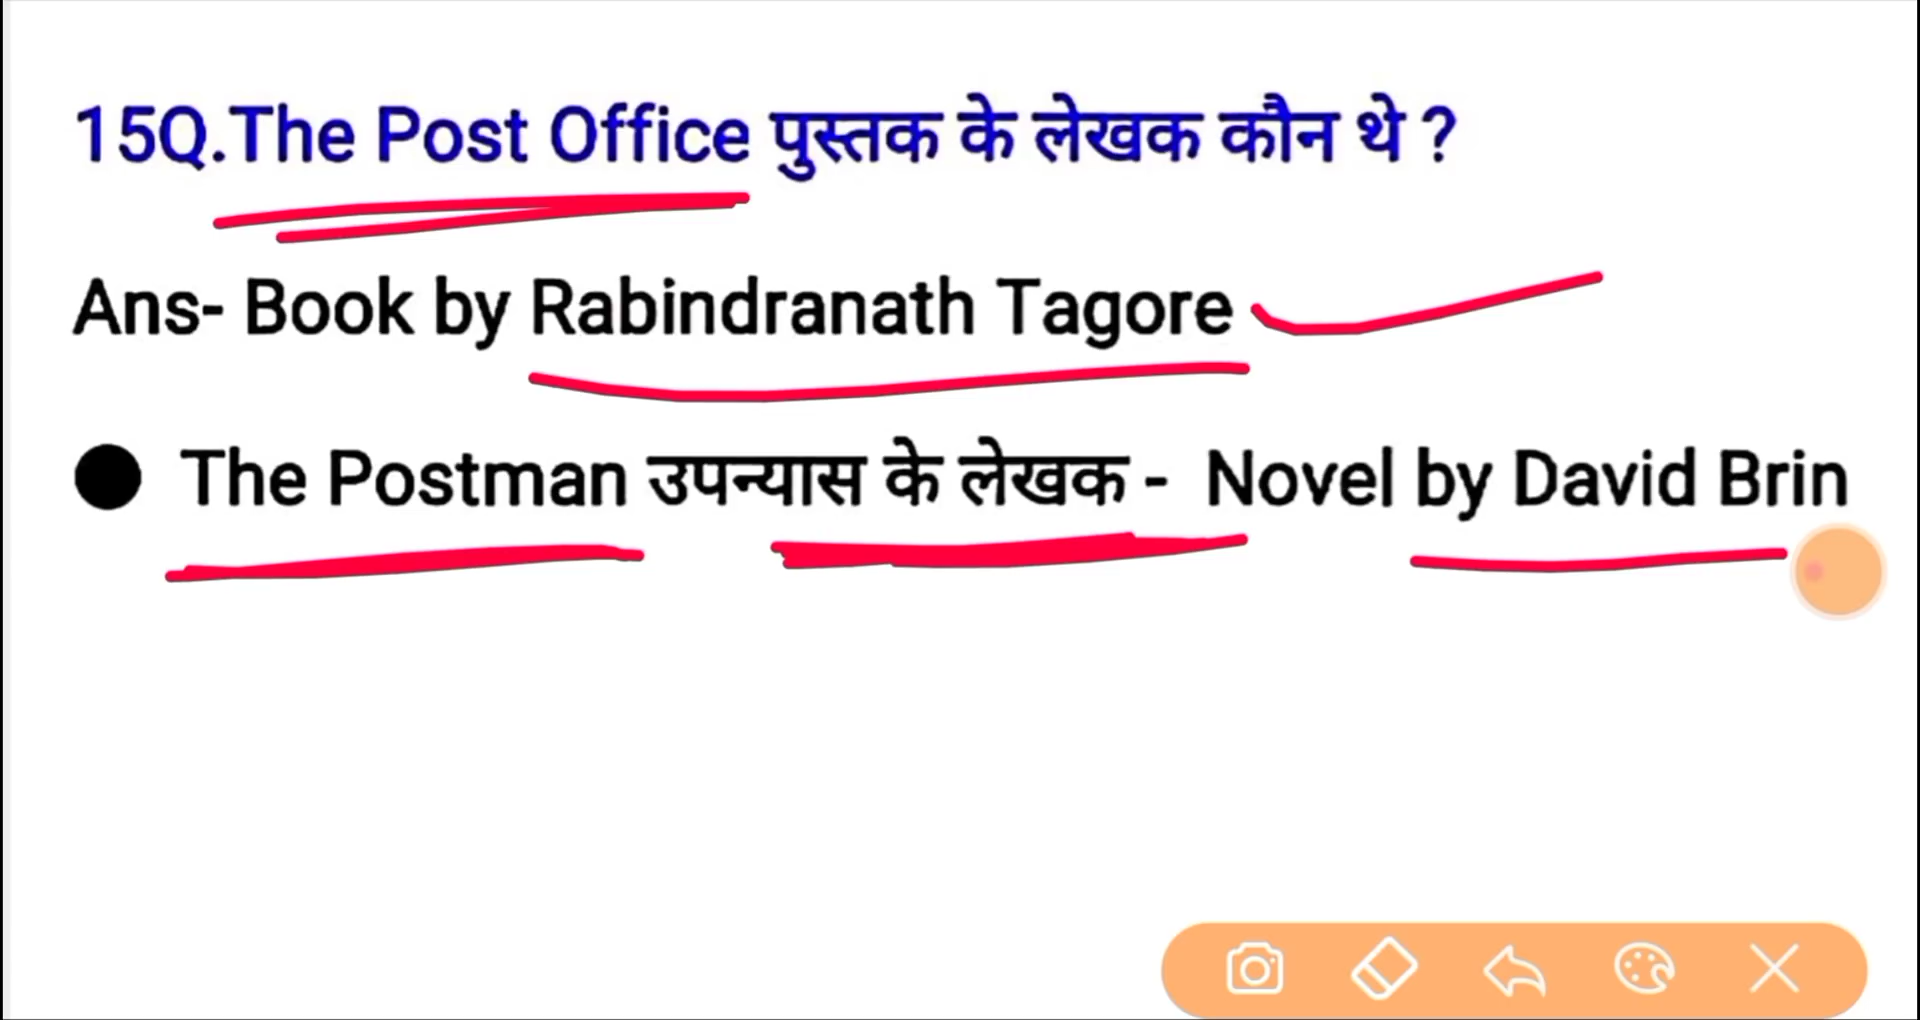 15Q.The Post Office पुस्तक के लेखक कौन थे ?
Ans- Book by Rabindranath Tagore
● The Postman उपन्यास के लेखक - Novel by David Brin